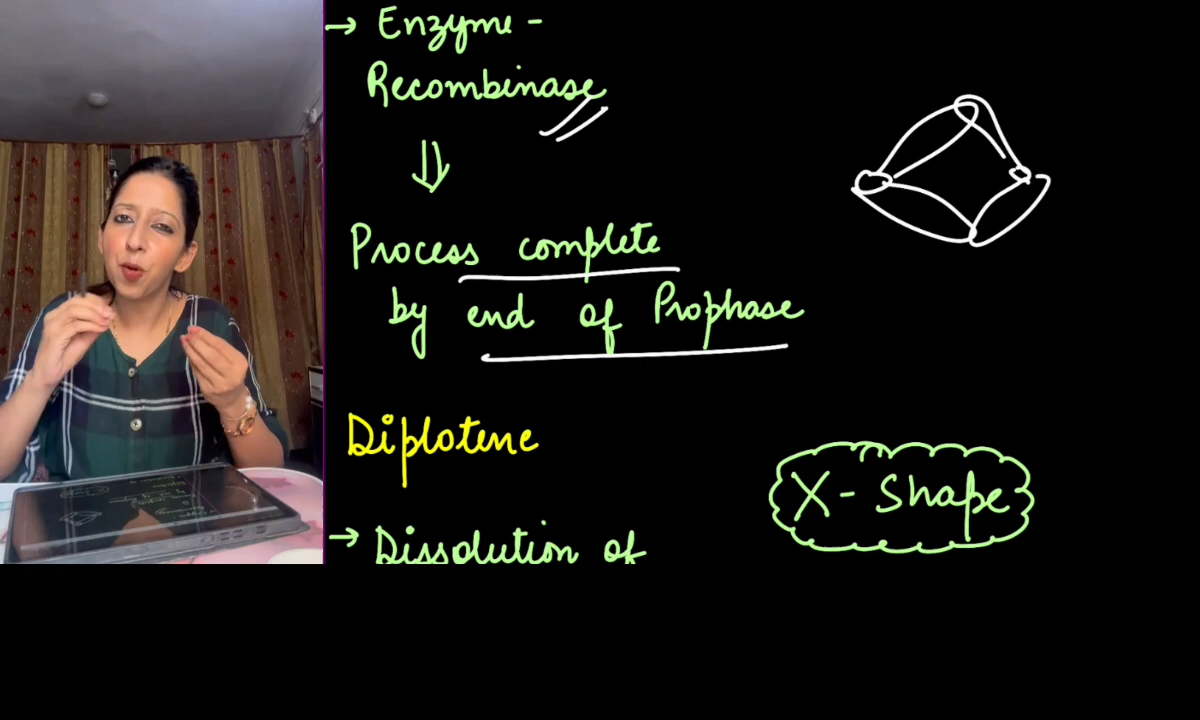 → Enzyme -
Recombinase
⇓
Process complete
by end of Prophase
Diplotene
X - Shape
→ Dissolution of